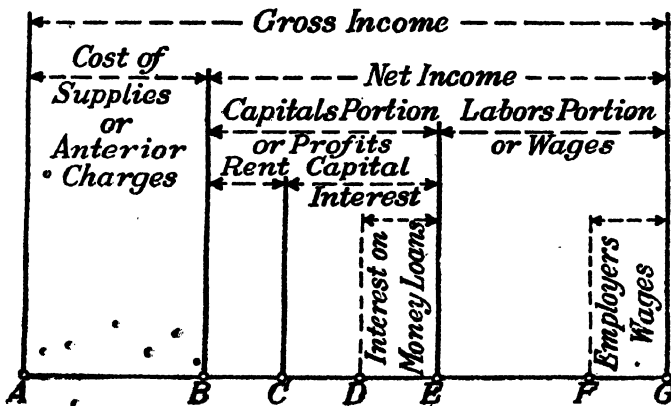 Gross Income
Cost of
Supplies
or
Anterior
Charges
Net Income
Capitals Portion
or Profits
Labors Portion
or Wages
Rent
Capital
Interest
Interest on
Money Loans
Employers
Wages
A B C D E F G